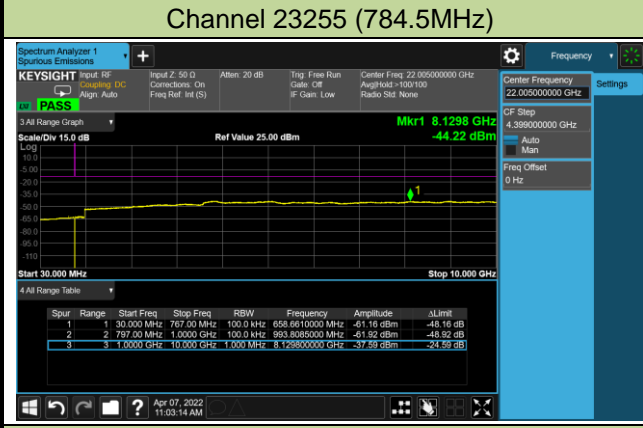 Channel 23255 (784.5MHz)
Spectrum Analyzer 1
Spurious Emissions
Frequency
KEYSIGHT Input: RF
Coupling: DC
Align: Auto
Input Z: 50 Ω
Corrections: On
Freq Ref: Int (S)
Atten: 20 dB
Trig: Free Run
Gate: Off
IF Gain: Low
Center Freq: 22.005000000 GHz
Avg|Hold:>100/100
Radio Std: None
LW PASS
Center Frequency
22.005000000 GHz
Settings
CF Step
4.399000000 GHz
Auto
Man
Freq Offset
0 Hz
3 All Range Graph
Mkr1 8.1298 GHz
Scale/Div 15.0 dB
Ref Value 25.00 dBm
-44.22 dBm
Log
10.0
-5.00
-20.0
-35.0
-50.0
-65.0
-80.0
-95.0
-110
1
Start 30.000 MHz
Stop 10.000 GHz
4 All Range Table
Spur Range Start Freq Stop Freq RBW Frequency Amplitude ΔLimit
1 1 30.000 MHz 767.00 MHz 100.0 kHz 658.6610000 MHz -61.16 dBm -48.16 dB
2 2 797.00 MHz 1.0000 GHz 100.0 kHz 993.8085000 MHz -61.92 dBm -48.92 dB
3 3 1.0000 GHz 10.000 GHz 1.000 MHz 8.129800000 GHz -37.59 dBm -24.59 dB
?
Apr 07, 2022
11:03:14 AM